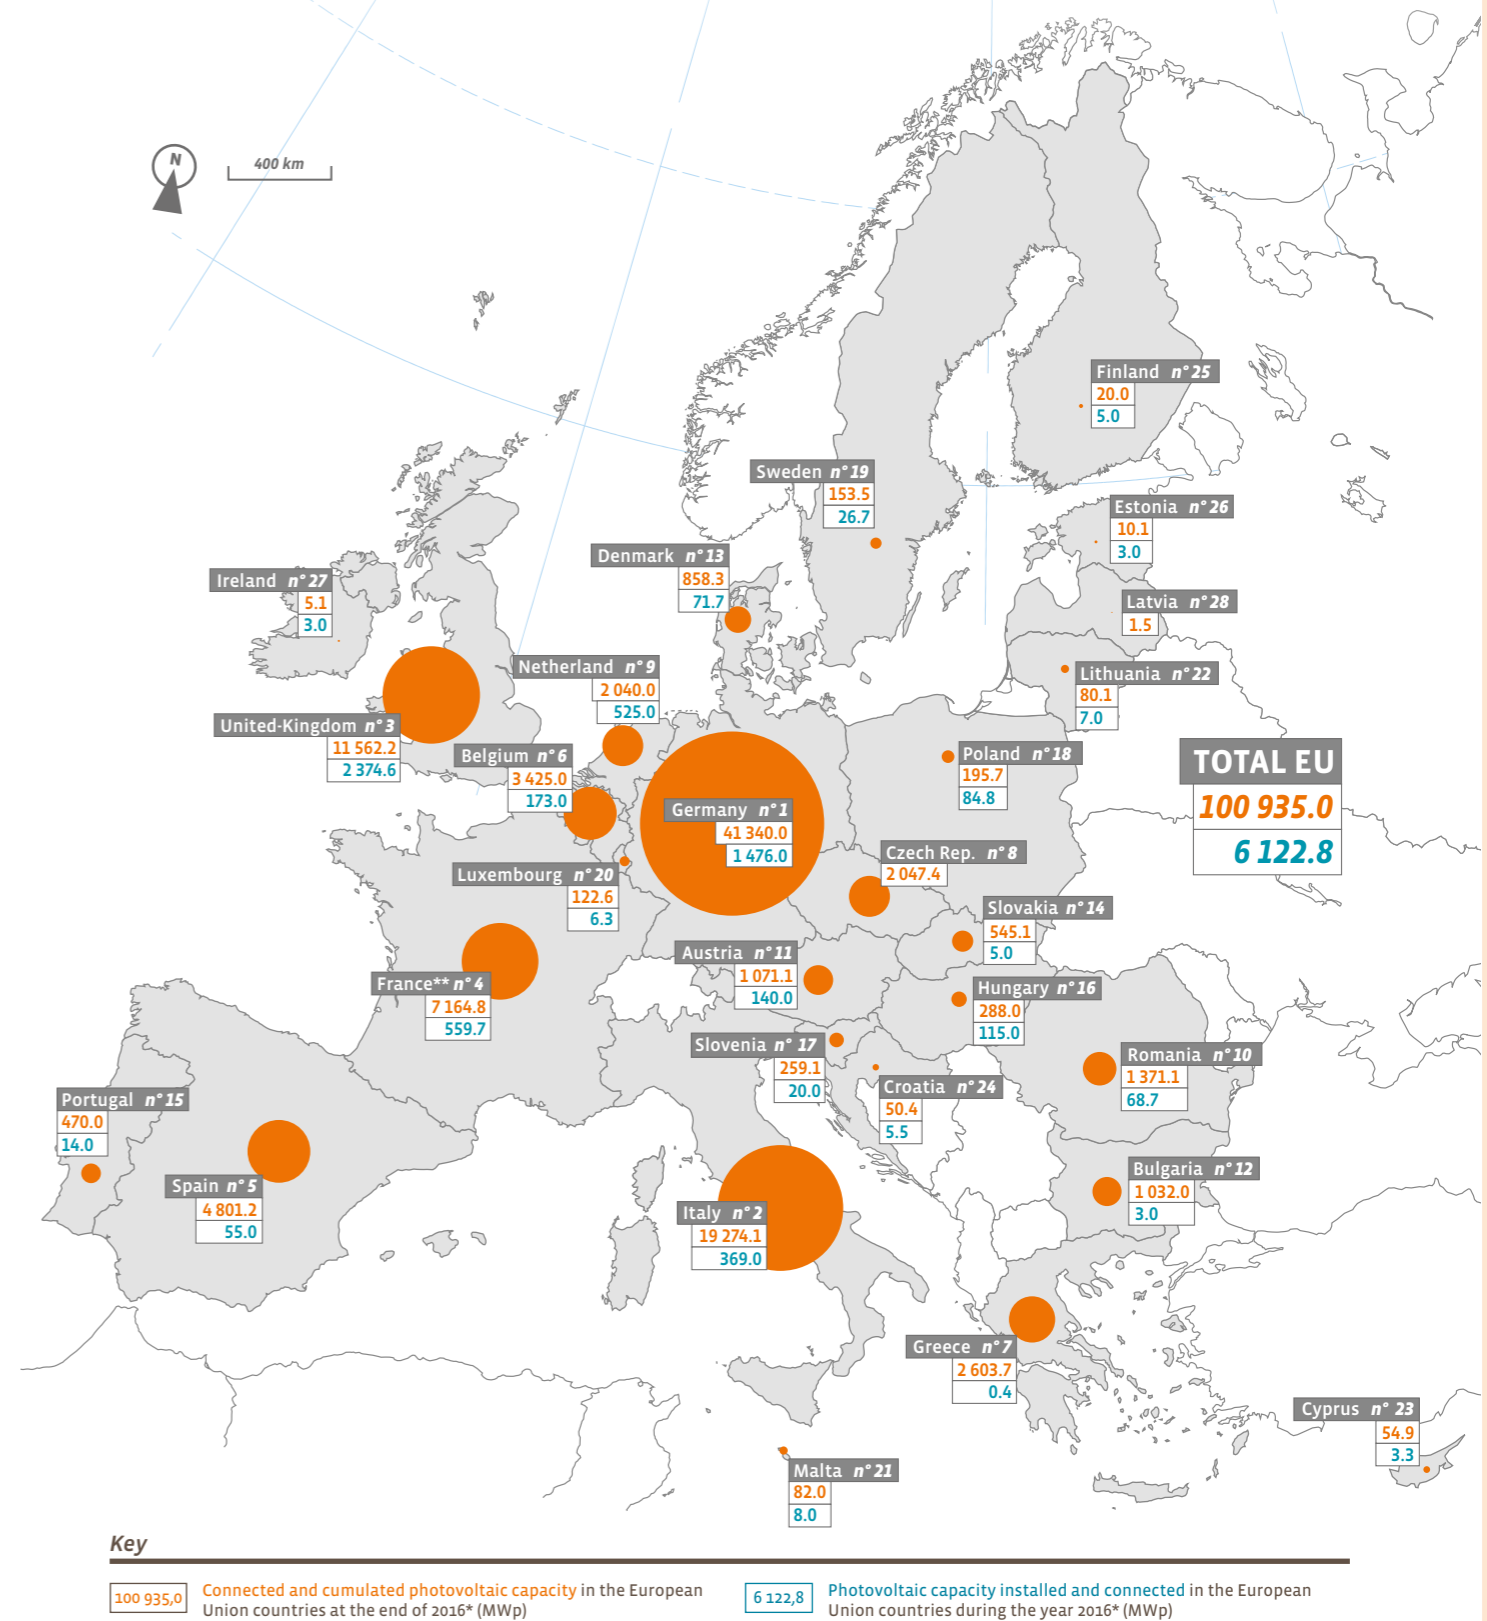 N
400 km
Finland n° 25
20.0
5.0
Sweden n° 19
153.5
26.7
Estonia n° 26
10.1
3.0
Denmark n° 13
858.3
71.7
Ireland n° 27
5.1
3.0
Latvia n° 28
1.5
Netherland n° 9
2 040.0
525.0
Lithuania n° 22
80.1
7.0
United-Kingdom n° 3
11 562.2
2 374.6
Belgium n° 6
3 425.0
173.0
Poland n° 18
195.7
84.8
TOTAL EU
100 935.0
6 122.8
Germany n° 1
41 340.0
1 476.0
Czech Rep. n° 8
2 047.4
Luxembourg n° 20
122.6
6.3
Slovakia n° 14
545.1
5.0
Austria n° 11
1 071.1
140.0
France** n° 4
7 164.8
559.7
Hungary n° 16
288.0
115.0
Slovenia n° 17
259.1
20.0
Romania n° 10
1 371.1
68.7
Croatia n° 24
50.4
5.5
Portugal n° 15
470.0
14.0
Spain n° 5
4 801.2
55.0
Bulgaria n° 12
1 032.0
3.0
Italy n° 2
19 274.1
369.0
Greece n° 7
2 603.7
0.4
Cyprus n° 23
54.9
3.3
Malta n° 21
82.0
8.0
Key
100 935,0
Connected and cumulated photovoltaic capacity in the European
Union countries at the end of 2016* (MWp)
6 122,8
Photovoltaic capacity installed and connected in the European
Union countries during the year 2016* (MWp)